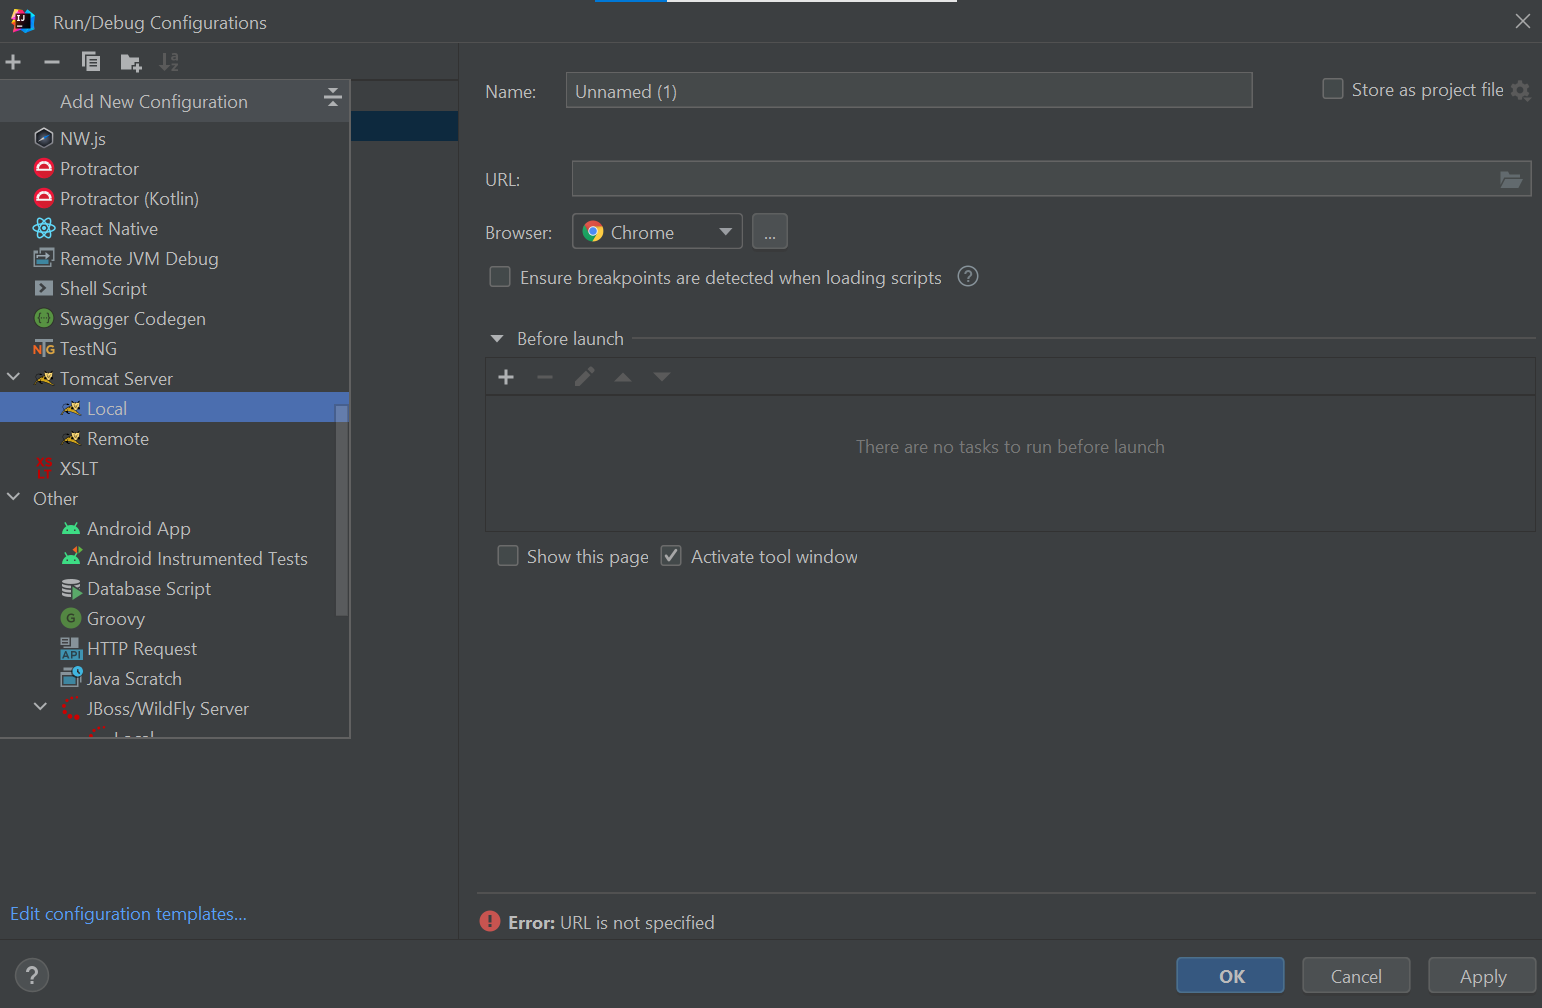 Run/Debug Configurations
Add New Configuration
NW.js
Protractor
Protractor (Kotlin)
React Native
Remote JVM Debug
Shell Script
Swagger Codegen
TestNG
Tomcat Server
Local
Remote
XSLT
Other
Android App
Android Instrumented Tests
Database Script
Groovy
HTTP Request
Java Scratch
JBoss/WildFly Server
Local
Edit configuration templates...
Name: Unnamed (1) Store as project file
URL:
Browser: Chrome ...
Ensure breakpoints are detected when loading scripts ?
Before launch
There are no tasks to run before launch
Show this page Activate tool window
Error: URL is not specified
? OK Cancel Apply